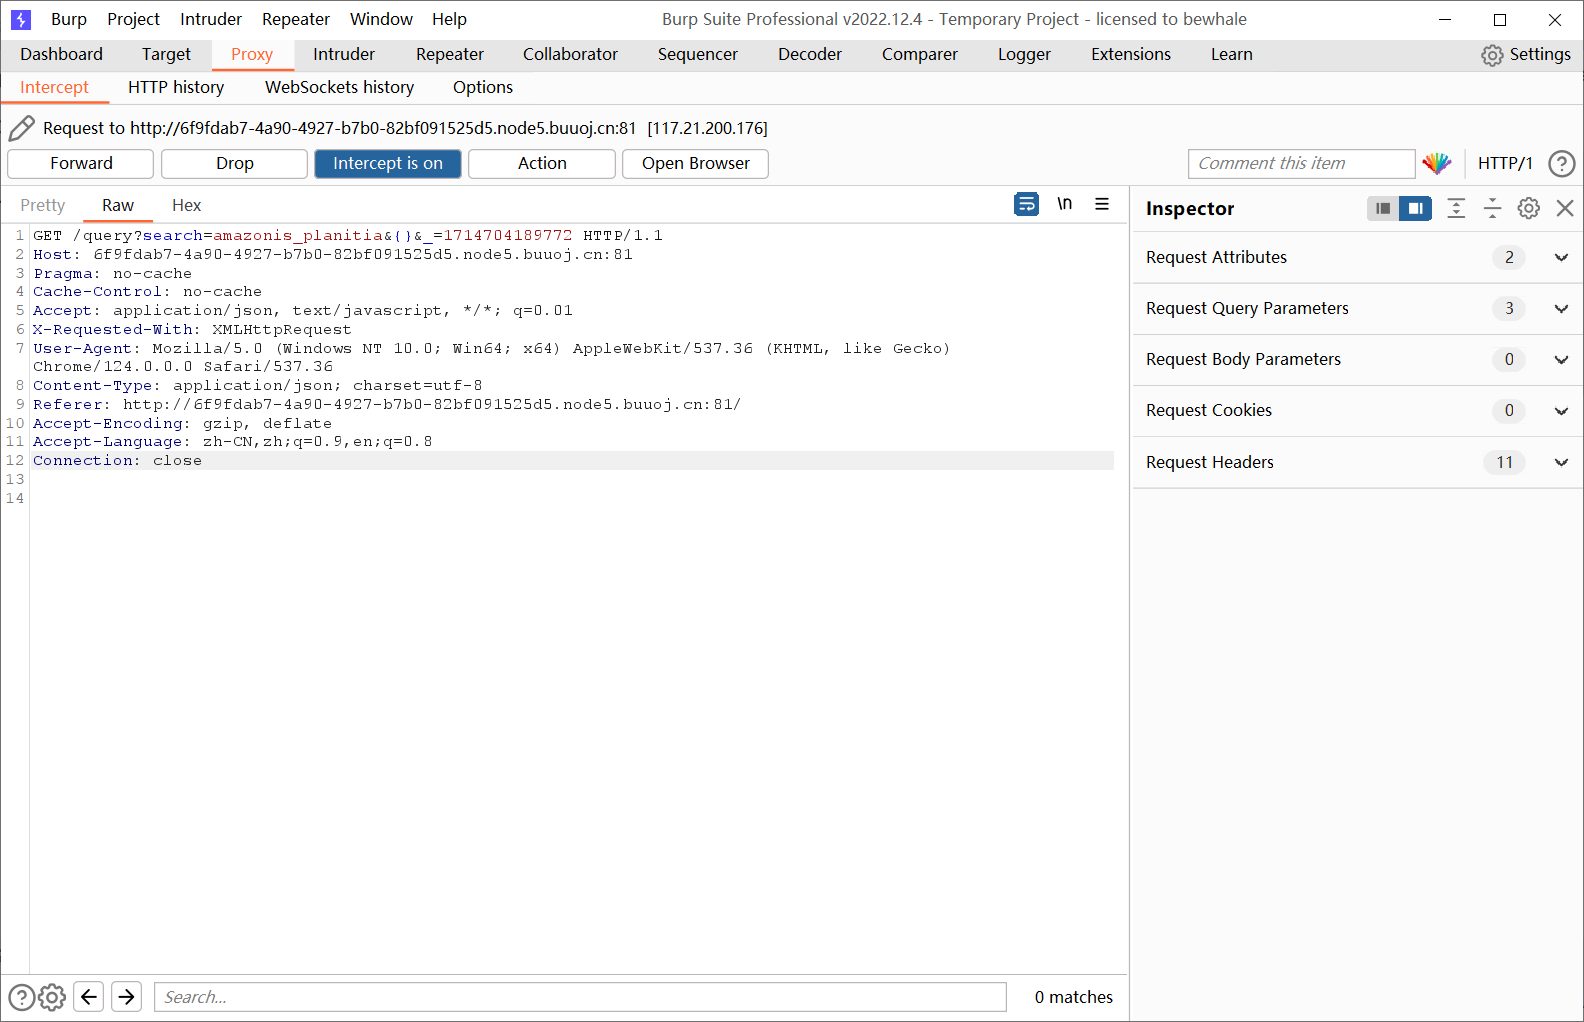 Burp Project Intruder Repeater Window Help Burp Suite Professional v2022.12.4 - Temporary Project - licensed to bewhale
Dashboard Target Proxy Intruder Repeater Collaborator Sequencer Decoder Comparer Logger Extensions Learn Settings
Intercept HTTP history WebSockets history Options
Request to http://6f9fdab7-4a90-4927-b7b0-82bf091525d5.node5.buuoj.cn:81 [117.21.200.176]
Forward Drop Intercept is on Action Open Browser Comment this item HTTP/1 ?
Pretty Raw Hex \n
Inspector
1 GET /query?search=amazonis_planitia&{}&_=1714704189772 HTTP/1.1
2 Host: 6f9fdab7-4a90-4927-b7b0-82bf091525d5.node5.buuoj.cn:81
3 Pragma: no-cache
4 Cache-Control: no-cache
5 Accept: application/json, text/javascript, */*; q=0.01
6 X-Requested-With: XMLHttpRequest
7 User-Agent: Mozilla/5.0 (Windows NT 10.0; Win64; x64) AppleWebKit/537.36 (KHTML, like Gecko)
Chrome/124.0.0.0 Safari/537.36
8 Content-Type: application/json; charset=utf-8
9 Referer: http://6f9fdab7-4a90-4927-b7b0-82bf091525d5.node5.buuoj.cn:81/
10 Accept-Encoding: gzip, deflate
11 Accept-Language: zh-CN,zh;q=0.9,en;q=0.8
12 Connection: close
13
14
Request Attributes 2
Request Query Parameters 3
Request Body Parameters 0
Request Cookies 0
Request Headers 11
? Search... 0 matches